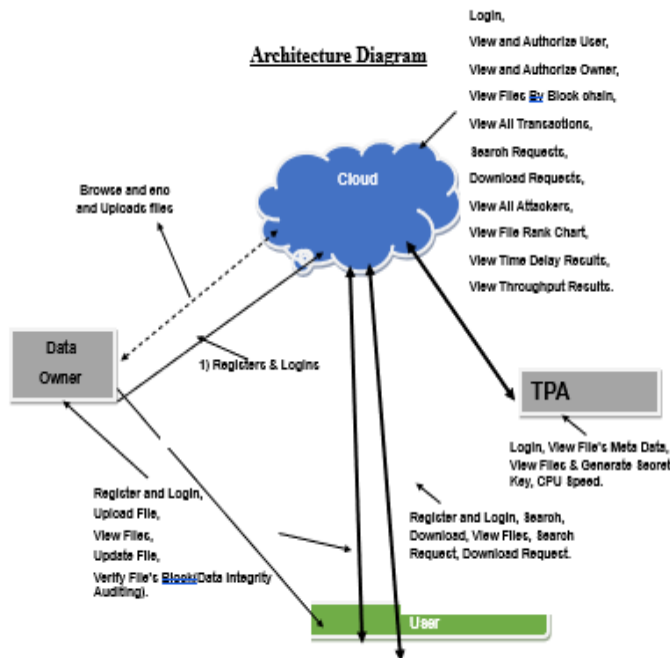 Architecture Diagram
Login,
View and Authorize User,
View and Authorize Owner,
View Files By Block chain,
View All Transactions,
Search Requests,
Download Requests,
View All Attackers,
View File Rank Chart,
View Time Delay Results,
View Throughput Results.
Cloud
Browse and enc
and Uploads files
Data
Owner
1) Registers & Logins
TPA
Login, View File's Meta Data,
View Files & Generate Secret
Key, CPU Speed.
Register and Login,
Upload File,
View Files,
Update File,
Verify File's Block(Data Integrity
Auditing).
Register and Login, Search,
Download, View Files, Search
Request, Download Request.
User